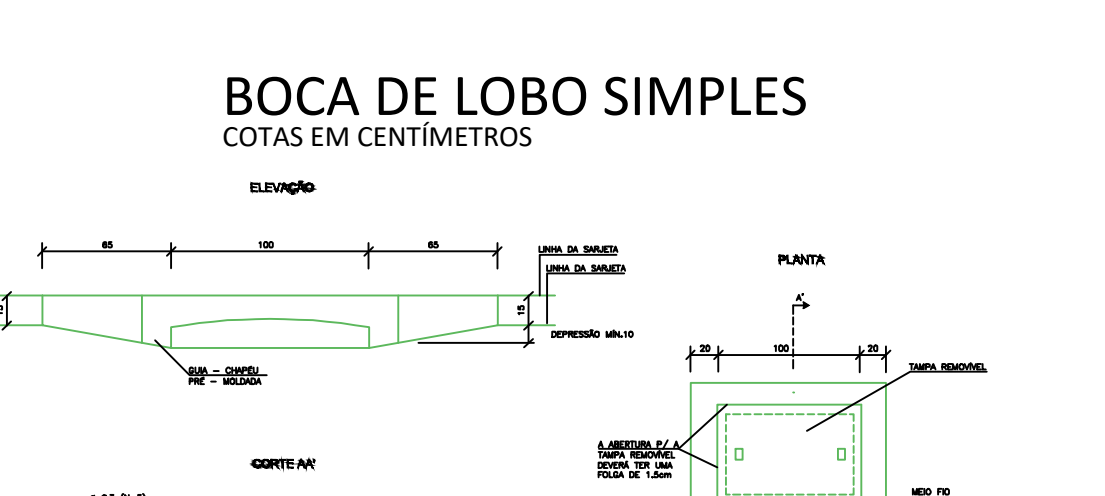 BOCA DE LOBO SIMPLES
COTAS EM CENTÍMETROS
ELEVAÇÃO
65
100
65
LINHA DA SARJETA
LINHA DA SARJETA
15
DEPRESSÃO MÍN.10
GUIA - CHAPÉU
PRÉ - MOLDADA
PLANTA
A'
20
100
20
TAMPA REMOVÍVEL
A ABERTURA P/ A
TAMPA REMOVÍVEL
DEVERÁ TER UMA
FOLGA DE 1.5cm
CORTE AA'
MEIO FIO